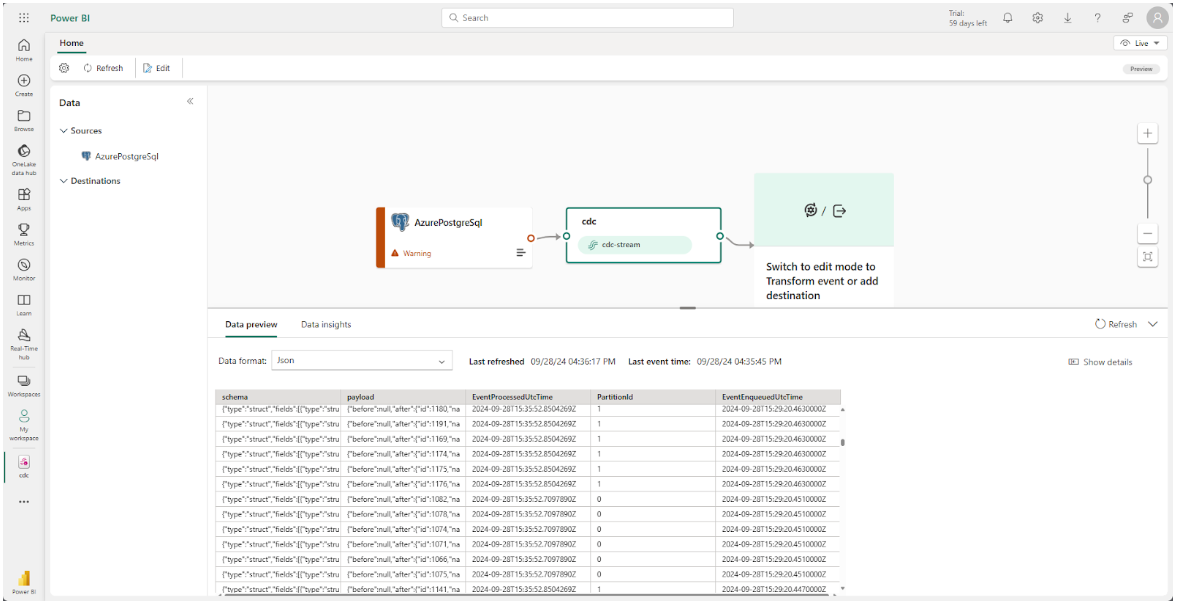 Power BI
Search
Trial:
59 days left
Home
Live
Refresh
Edit
Preview
Home
Create
Browse
OneLake
data hub
Apps
Metrics
Monitor
Learn
Real-Time
hub
Workspaces
My
workspace
cdc
Power BI
Data
Sources
AzurePostgreSql
Destinations
AzurePostgreSql
Warning
cdc
cdc-stream
/
Switch to edit mode to
Transform event or add
destination
Data preview Data insights
Refresh
Data format: Json Last refreshed 09/28/24 04:36:17 PM Last event time: 09/28/24 04:35:45 PM Show details
schema payload EventProcessedUtcTime PartitionId EventEnqueuedUtcTime
{"type":"struct","fields":[{"type":"stru {"before":null,"after":{"id":1180,"na 2024-09-28T15:35:52.8504269Z 1 2024-09-28T15:29:20.4630000Z
{"type":"struct","fields":[{"type":"stru {"before":null,"after":{"id":1191,"na 2024-09-28T15:35:52.8504269Z 1 2024-09-28T15:29:20.4630000Z
{"type":"struct","fields":[{"type":"stru {"before":null,"after":{"id":1169,"na 2024-09-28T15:35:52.8504269Z 1 2024-09-28T15:29:20.4630000Z
{"type":"struct","fields":[{"type":"stru {"before":null,"after":{"id":1174,"na 2024-09-28T15:35:52.8504269Z 1 2024-09-28T15:29:20.4630000Z
{"type":"struct","fields":[{"type":"stru {"before":null,"after":{"id":1175,"na 2024-09-28T15:35:52.8504269Z 1 2024-09-28T15:29:20.4630000Z
{"type":"struct","fields":[{"type":"stru {"before":null,"after":{"id":1176,"na 2024-09-28T15:35:52.8504269Z 1 2024-09-28T15:29:20.4630000Z
{"type":"struct","fields":[{"type":"stru {"before":null,"after":{"id":1082,"na 2024-09-28T15:35:52.7097890Z 0 2024-09-28T15:29:20.4510000Z
{"type":"struct","fields":[{"type":"stru {"before":null,"after":{"id":1078,"na 2024-09-28T15:35:52.7097890Z 0 2024-09-28T15:29:20.4510000Z
{"type":"struct","fields":[{"type":"stru {"before":null,"after":{"id":1074,"na 2024-09-28T15:35:52.7097890Z 0 2024-09-28T15:29:20.4510000Z
{"type":"struct","fields":[{"type":"stru {"before":null,"after":{"id":1071,"na 2024-09-28T15:35:52.7097890Z 0 2024-09-28T15:29:20.4510000Z
{"type":"struct","fields":[{"type":"stru {"before":null,"after":{"id":1066,"na 2024-09-28T15:35:52.7097890Z 0 2024-09-28T15:29:20.4510000Z
{"type":"struct","fields":[{"type":"stru {"before":null,"after":{"id":1075,"na 2024-09-28T15:35:52.7097890Z 0 2024-09-28T15:29:20.4510000Z
{"type":"struct","fields":[{"type":"stru {"before":null,"after":{"id":1141,"na 2024-09-28T15:35:52.8504269Z 1 2024-09-28T15:29:20.4470000Z